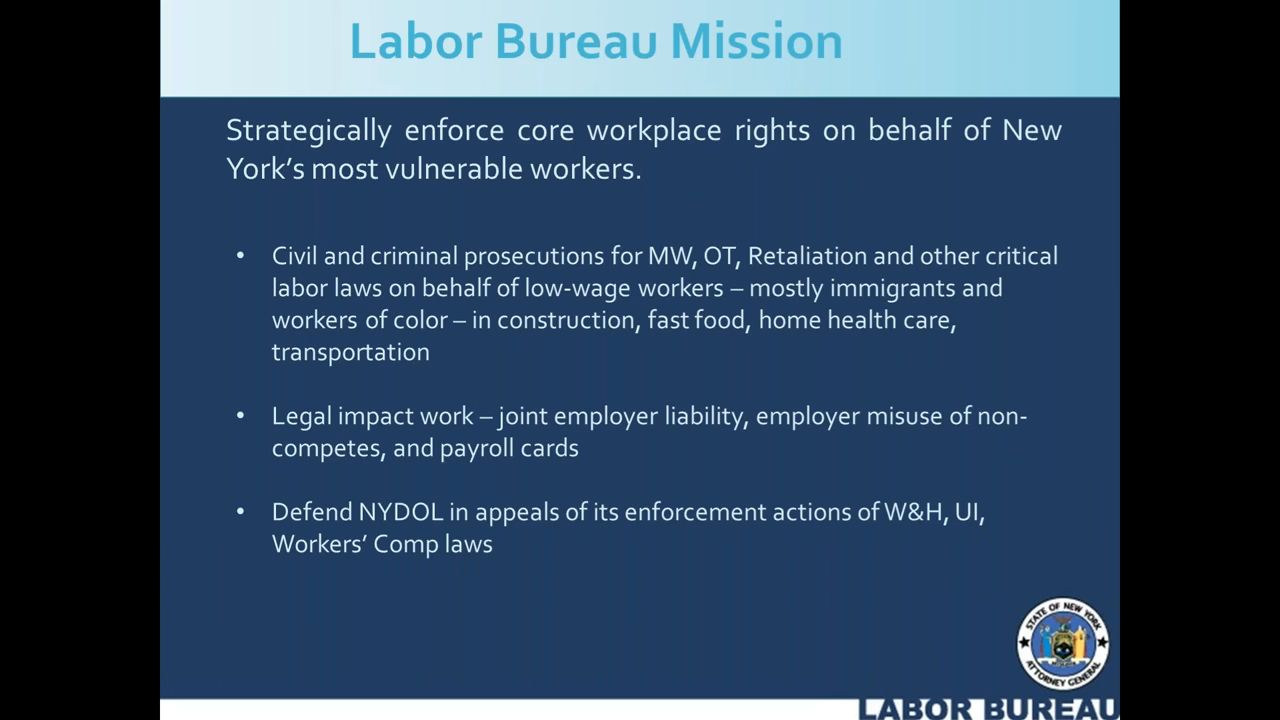 Labor Bureau Mission
Strategically enforce core workplace rights on behalf of New
York’s most vulnerable workers.
• Civil and criminal prosecutions for MW, OT, Retaliation and other critical
labor laws on behalf of low-wage workers – mostly immigrants and
workers of color – in construction, fast food, home health care,
transportation
• Legal impact work – joint employer liability, employer misuse of non-
competes, and payroll cards
• Defend NYDOL in appeals of its enforcement actions of W&H, UI,
Workers’ Comp laws
STATE OF NEW YORK
ATTORNEY GENERAL
LABOR BUREAU